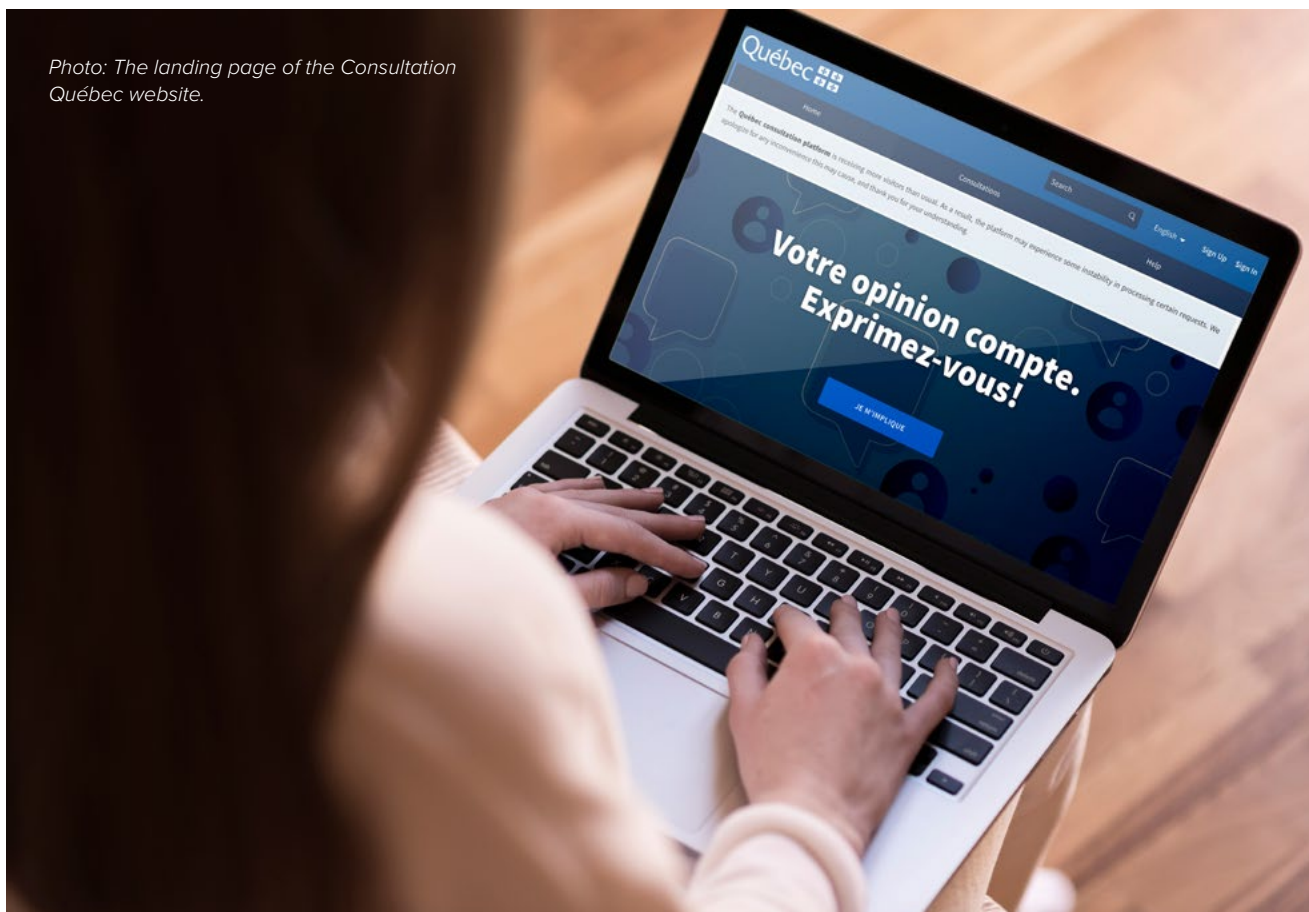 Photo: The landing page of the Consultation
Québec website.
Québec
Search
Home
Consultations
Help
English
Sign Up
Sign In
The Québec consultation platform is receiving more visitors than usual. As a result, the platform may experience some instability in processing certain requests. We
apologize for any inconvenience this may cause, and thank you for your understanding.
Votre opinion compte.
Exprimez-vous!
JE M'IMPLIQUE
T
Y
U
G
H
V
B